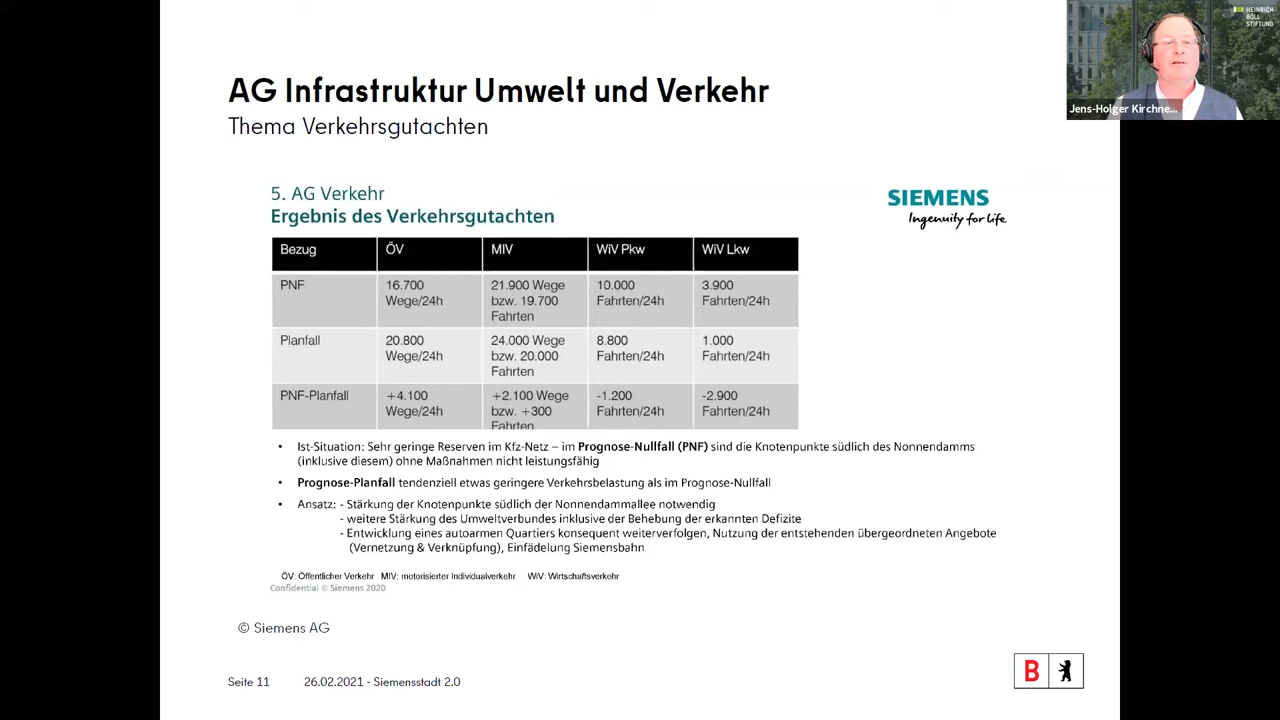 HEINRICH
BÖLL
STIFTUNG
Jens-Holger Kirchne...
AG Infrastruktur Umwelt und Verkehr
Thema Verkehrsgutachten
5. AG Verkehr
Ergebnis des Verkehrsgutachten
SIEMENS
Ingenuity for life
Bezug ÖV MIV WiV Pkw WiV Lkw
PNF 16.700 21.900 Wege 10.000 3.900
Wege/24h bzw. 19.700 Fahrten/24h Fahrten/24h
Fahrten
Planfall 20.800 24.000 Wege 8.800 1.000
Wege/24h bzw. 20.000 Fahrten/24h Fahrten/24h
Fahrten
PNF-Planfall +4.100 +2.100 Wege -1.200 -2.900
Wege/24h bzw. +300 Fahrten/24h Fahrten/24h
Fahrten
• Ist-Situation: Sehr geringe Reserven im Kfz-Netz – im Prognose-Nullfall (PNF) sind die Knotenpunkte südlich des Nonnendamms
(inklusive diesem) ohne Maßnahmen nicht leistungsfähig
• Prognose-Planfall tendenziell etwas geringere Verkehrsbelastung als im Prognose-Nullfall
• Ansatz: - Stärkung der Knotenpunkte südlich der Nonnendammallee notwendig
- weitere Stärkung des Umweltverbundes inklusive der Behebung der erkannten Defizite
- Entwicklung eines autoarmen Quartiers konsequent weiterverfolgen, Nutzung der entstehenden übergeordneten Angebote
(Vernetzung & Verknüpfung), Einfädelung Siemensbahn
ÖV: Öffentlicher Verkehr MIV: motorisierter Individualverkehr WiV: Wirtschaftsverkehr
Confidential © Siemens 2020
© Siemens AG
Seite 11 26.02.2021 - Siemensstadt 2.0
B